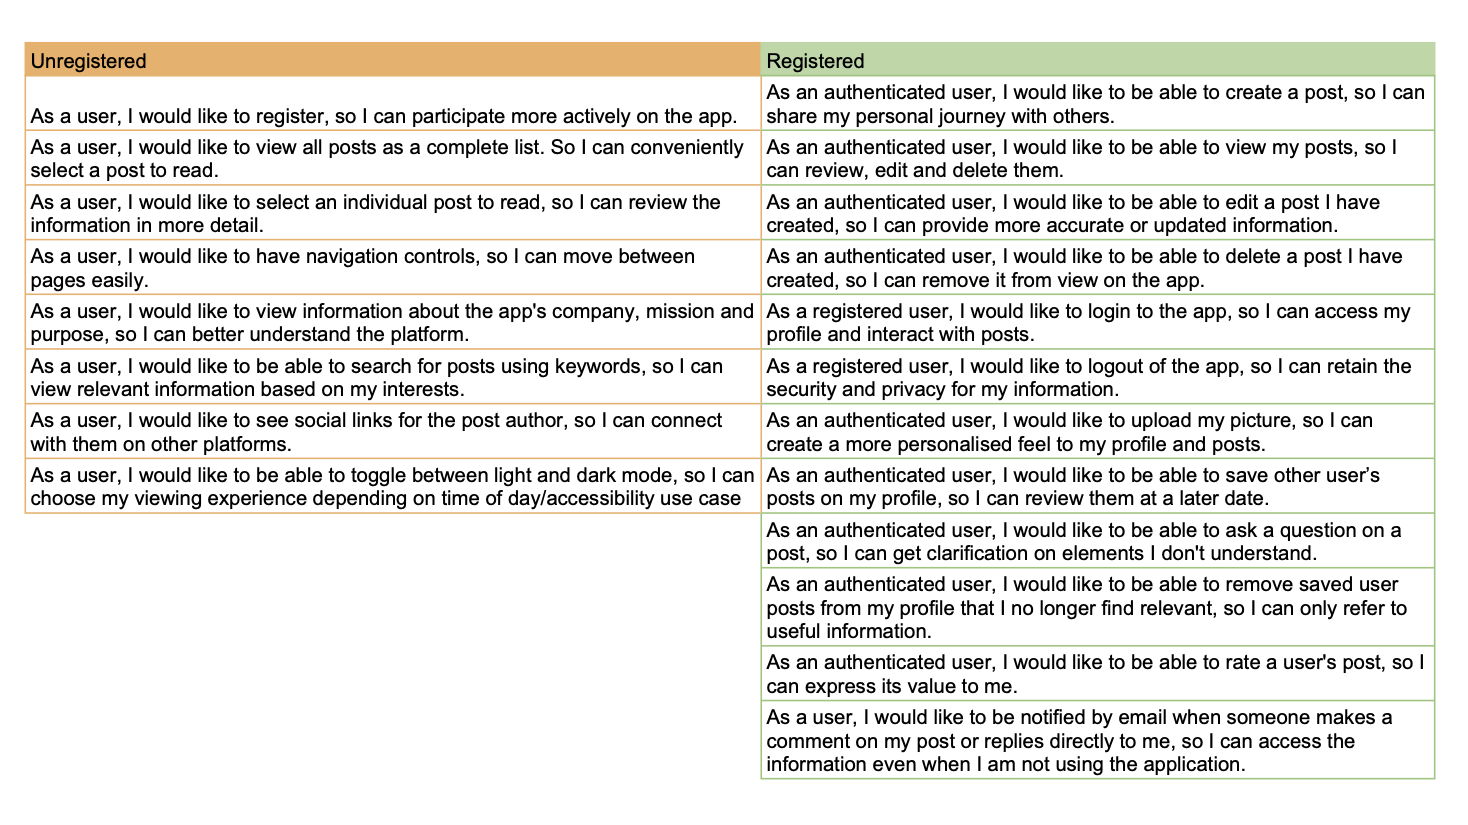 Unregistered
As a user, I would like to register, so I can participate more actively on the app.
As a user, I would like to view all posts as a complete list. So I can conveniently
select a post to read.
As a user, I would like to select an individual post to read, so I can review the
information in more detail.
As a user, I would like to have navigation controls, so I can move between
pages easily.
As a user, I would like to view information about the app's company, mission and
purpose, so I can better understand the platform.
As a user, I would like to be able to search for posts using keywords, so I can
view relevant information based on my interests.
As a user, I would like to see social links for the post author, so I can connect
with them on other platforms.
As a user, I would like to be able to toggle between light and dark mode, so I can
choose my viewing experience depending on time of day/accessibility use case
Registered
As an authenticated user, I would like to be able to create a post, so I can
share my personal journey with others.
As an authenticated user, I would like to be able to view my posts, so I
can review, edit and delete them.
As an authenticated user, I would like to be able to edit a post I have
created, so I can provide more accurate or updated information.
As an authenticated user, I would like to be able to delete a post I have
created, so I can remove it from view on the app.
As a registered user, I would like to login to the app, so I can access my
profile and interact with posts.
As a registered user, I would like to logout of the app, so I can retain the
security and privacy for my information.
As an authenticated user, I would like to upload my picture, so I can
create a more personalised feel to my profile and posts.
As an authenticated user, I would like to be able to save other user’s
posts on my profile, so I can review them at a later date.
As an authenticated user, I would like to be able to ask a question on a
post, so I can get clarification on elements I don't understand.
As an authenticated user, I would like to be able to remove saved user
posts from my profile that I no longer find relevant, so I can only refer to
useful information.
As an authenticated user, I would like to be able to rate a user's post, so I
can express its value to me.
As a user, I would like to be notified by email when someone makes a
comment on my post or replies directly to me, so I can access the
information even when I am not using the application.